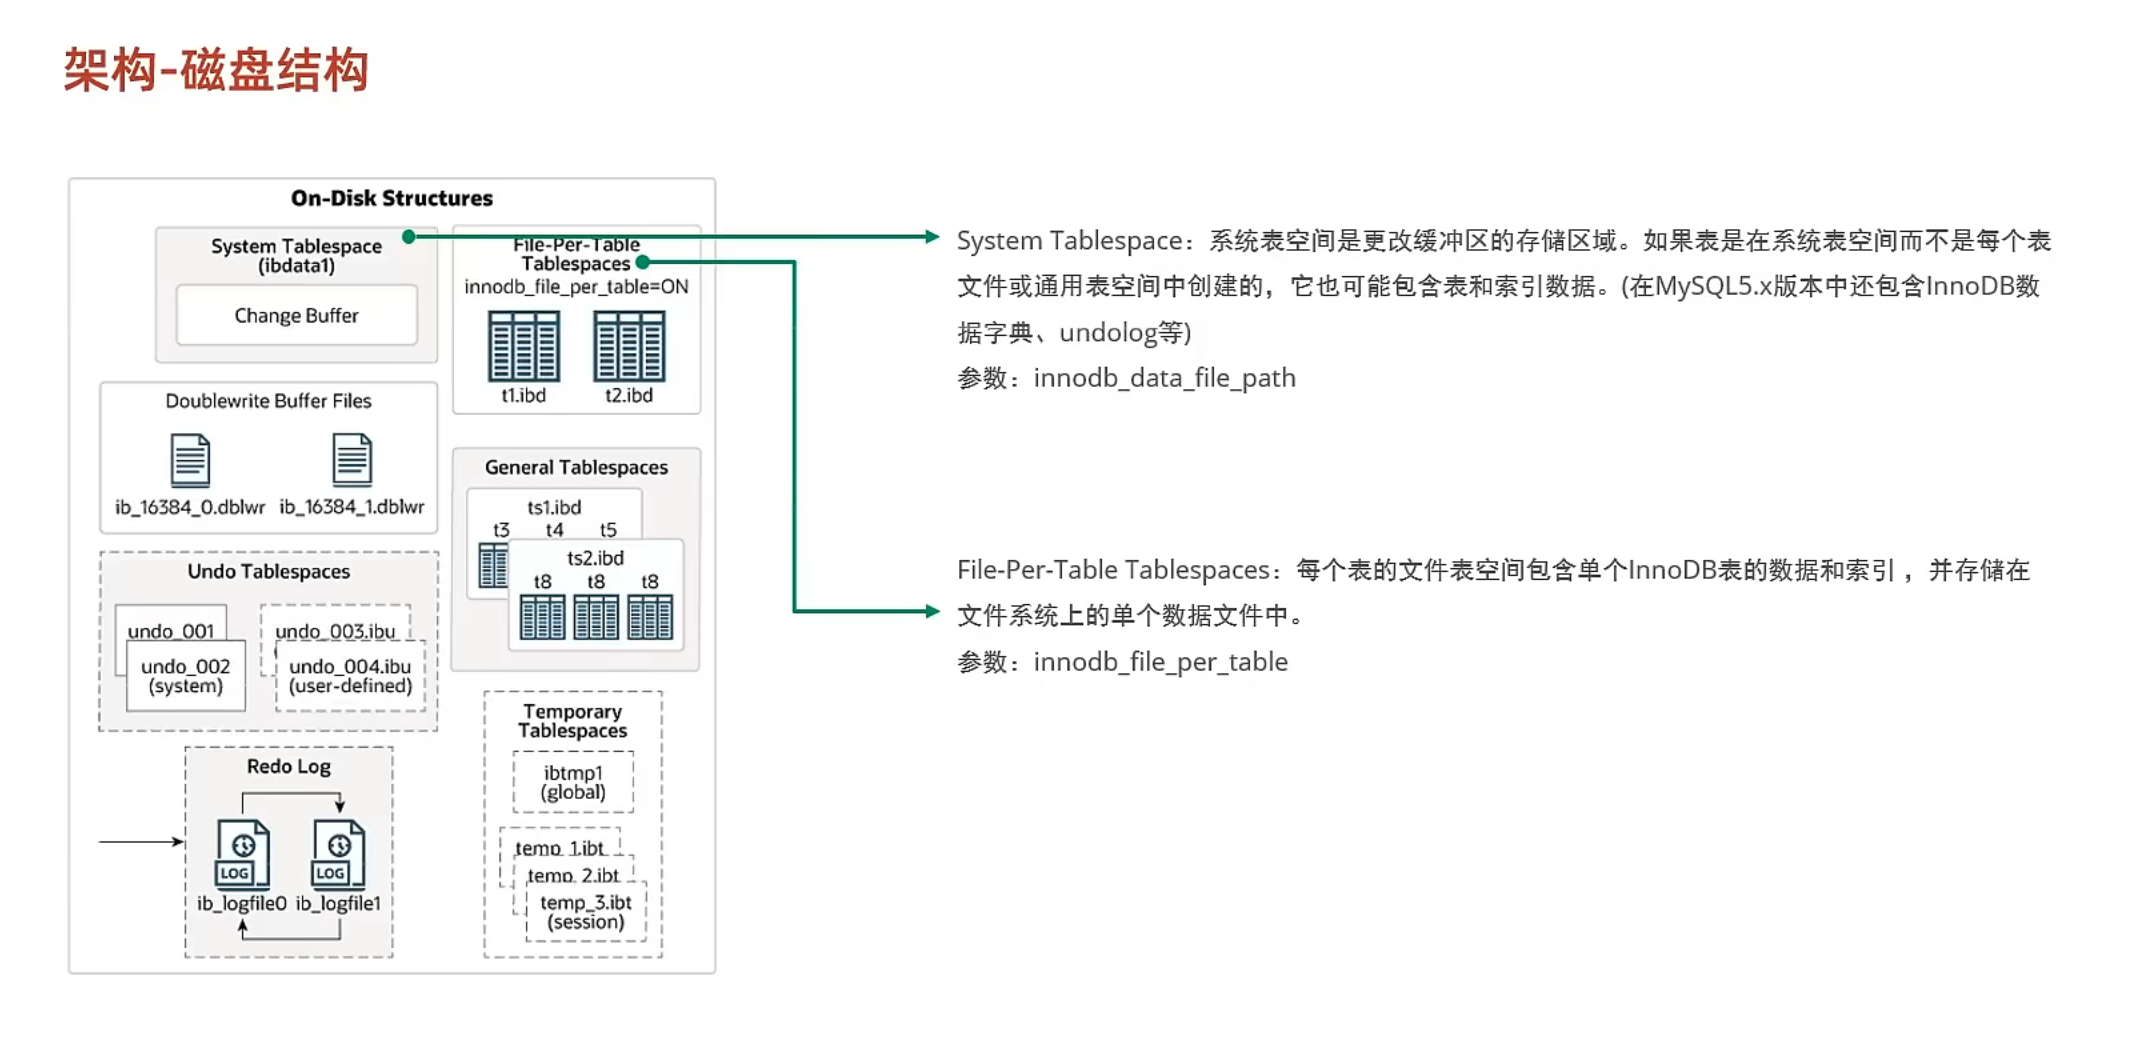 架构-磁盘结构
On-Disk Structures
System Tablespace
(ibdata1)
Change Buffer
File-Per-Table
Tablespaces
innodb_file_per_table=ON
t1.ibd
t2.ibd
Doublewrite Buffer Files
ib_16384_0.dblwr
ib_16384_1.dblwr
General Tablespaces
ts1.ibd
t3
t4
t5
ts2.ibd
t8
t8
t8
Undo Tablespaces
undo_001
undo_002
(system)
undo_003.ibu
undo_004.ibu
(user-defined)
Redo Log
LOG
LOG
ib_logfile0
ib_logfile1
Temporary
Tablespaces
ibtmp1
(global)
temp_1.ibt
temp_2.ibt
temp_3.ibt
(session)
System Tablespace：系统表空间是更改缓冲区的存储区域。如果表是在系统表空间而不是每个表
文件或通用表空间中创建的，它也可能包含表和索引数据。(在MySQL5.x版本中还包含InnoDB数
据字典、undolog等)
参数：innodb_data_file_path
File-Per-Table Tablespaces：每个表的文件表空间包含单个InnoDB表的数据和索引 ，并存储在
文件系统上的单个数据文件中。
参数：innodb_file_per_table